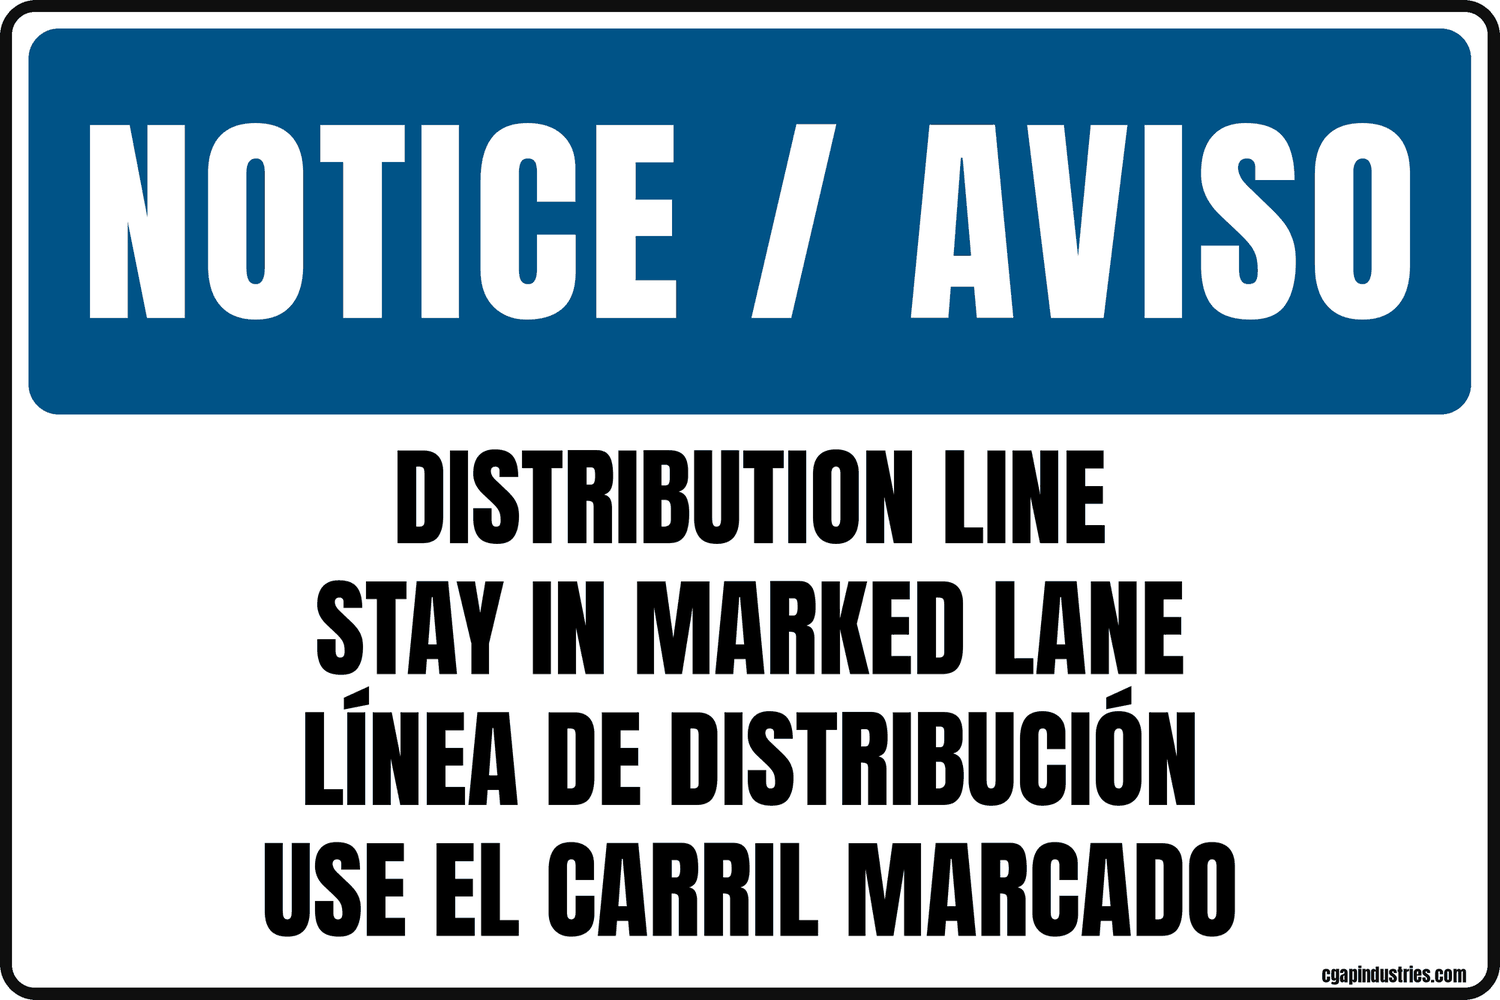 NOTICE / AVISO
DISTRIBUTION LINE
STAY IN MARKED LANE
LÍNEA DE DISTRIBUCIÓN
USE EL CARRIL MARCADO
cgapindustries.com